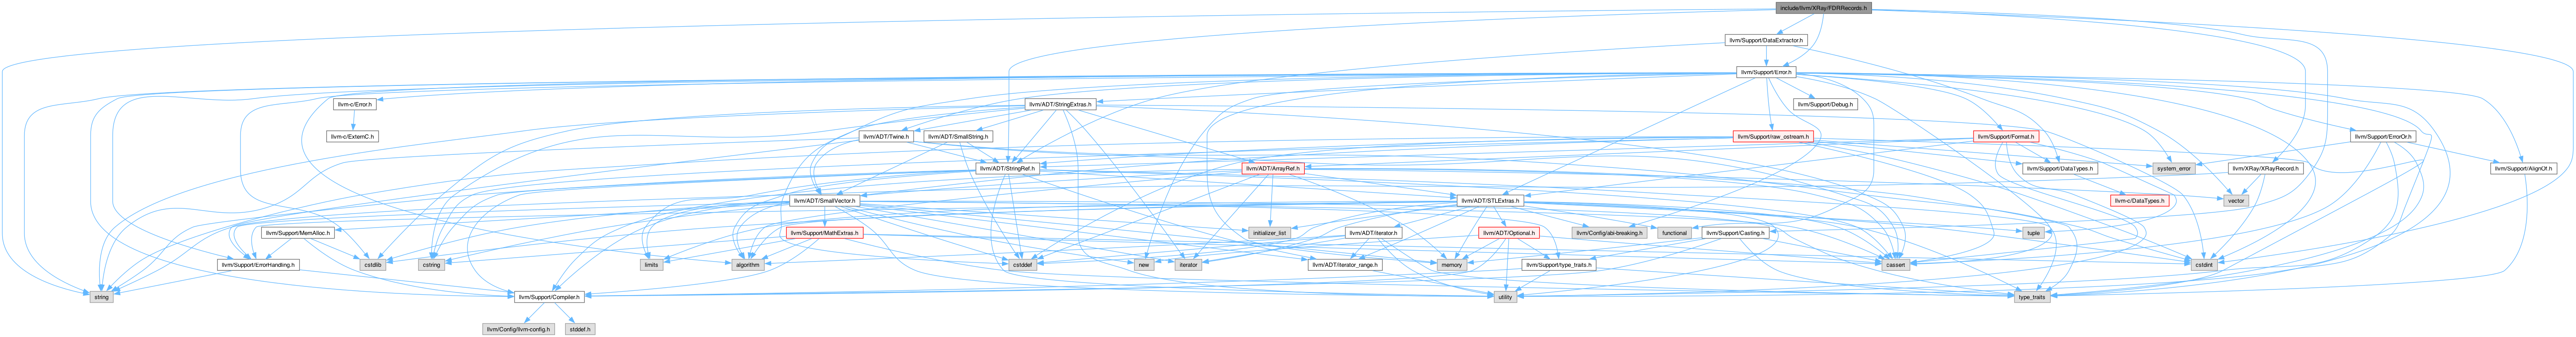 include/llvm/XRay/FDRRecords.h
llvm/Support/DataExtractor.h
llvm/Support/Error.h
llvm-c/Error.h
llvm/ADT/StringExtras.h
llvm/Support/Debug.h
llvm-c/ExternC.h
llvm/ADT/Twine.h
llvm/ADT/SmallString.h
llvm/Support/raw_ostream.h
llvm/Support/Format.h
llvm/Support/ErrorOr.h
llvm/ADT/StringRef.h
llvm/ADT/ArrayRef.h
llvm/Support/DataTypes.h
system_error
llvm/XRay/XRayRecord.h
llvm/Support/AlignOf.h
llvm/ADT/SmallVector.h
llvm/ADT/STLExtras.h
llvm-c/DataTypes.h
vector
llvm/Support/MemAlloc.h
llvm/Support/MathExtras.h
initializer_list
llvm/ADT/iterator.h
llvm/ADT/Optional.h
llvm/Config/abi-breaking.h
functional
llvm/Support/Casting.h
tuple
llvm/Support/ErrorHandling.h
cstdlib
cstring
limits
algorithm
cstddef
new
iterator
llvm/ADT/iterator_range.h
memory
llvm/Support/type_traits.h
cassert
cstdint
string
llvm/Support/Compiler.h
utility
type_traits
llvm/Config/llvm-config.h
stddef.h